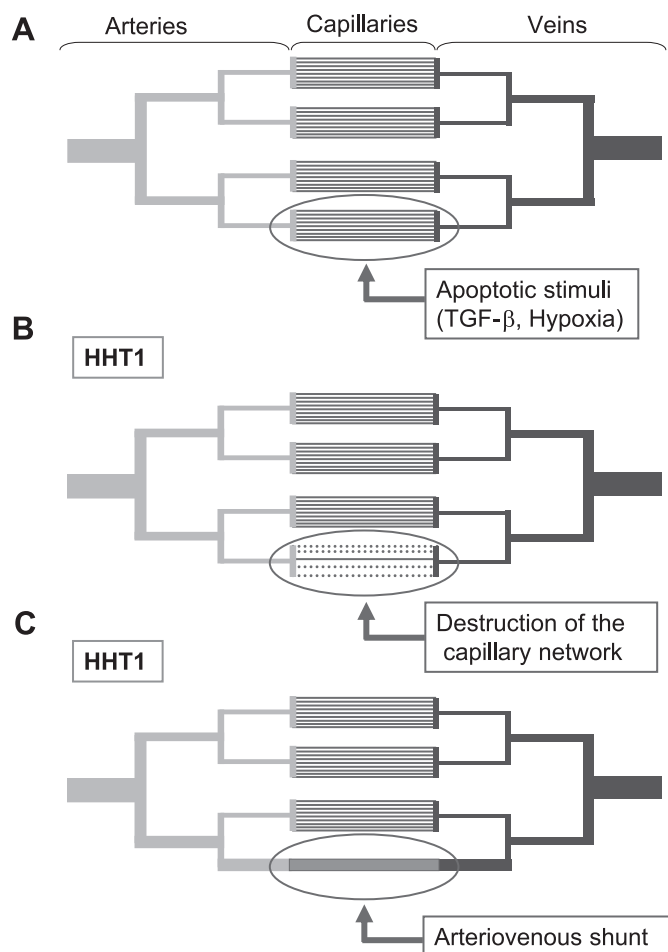 A
Arteries Capillaries Veins
Apoptotic stimuli
(TGF-β, Hypoxia)
B
HHT1
Destruction of the
capillary network
C
HHT1
Arteriovenous shunt